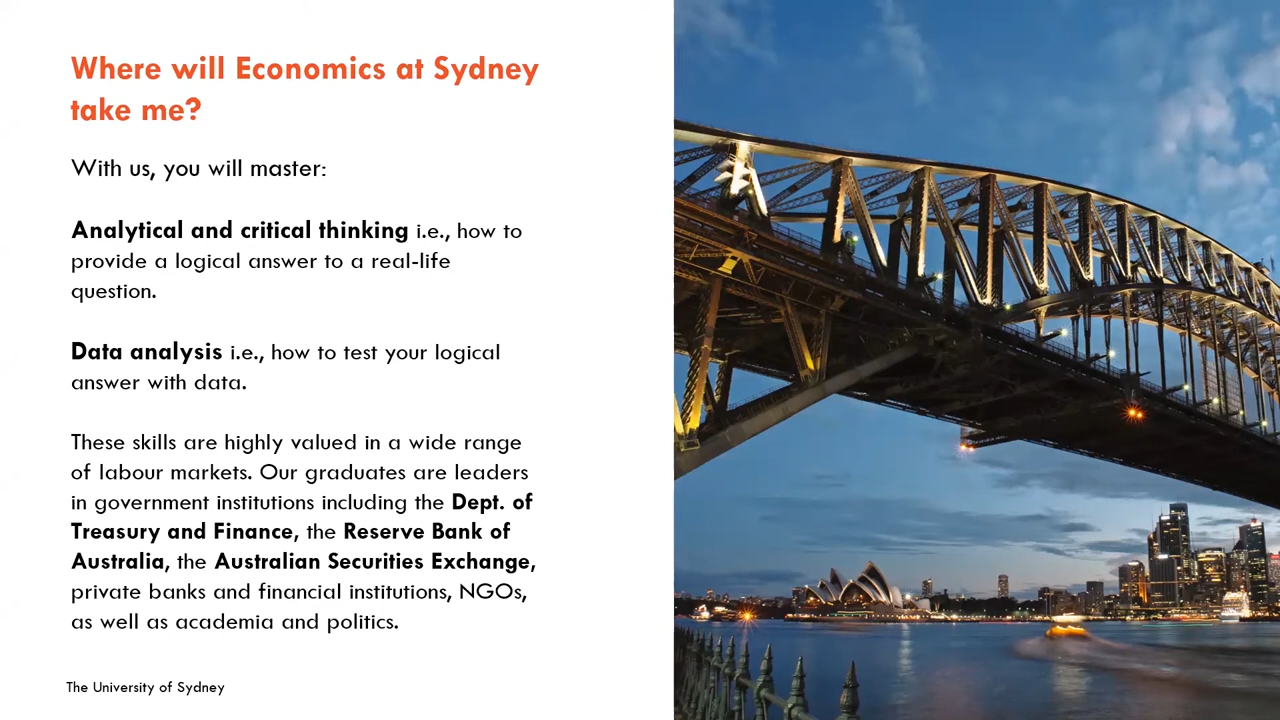 Where will Economics at Sydney
take me?
With us, you will master:
Analytical and critical thinking i.e., how to
provide a logical answer to a real-life
question.
Data analysis i.e., how to test your logical
answer with data.
These skills are highly valued in a wide range
of labour markets. Our graduates are leaders
in government institutions including the Dept. of
Treasury and Finance, the Reserve Bank of
Australia, the Australian Securities Exchange,
private banks and financial institutions, NGOs,
as well as academia and politics.
The University of Sydney